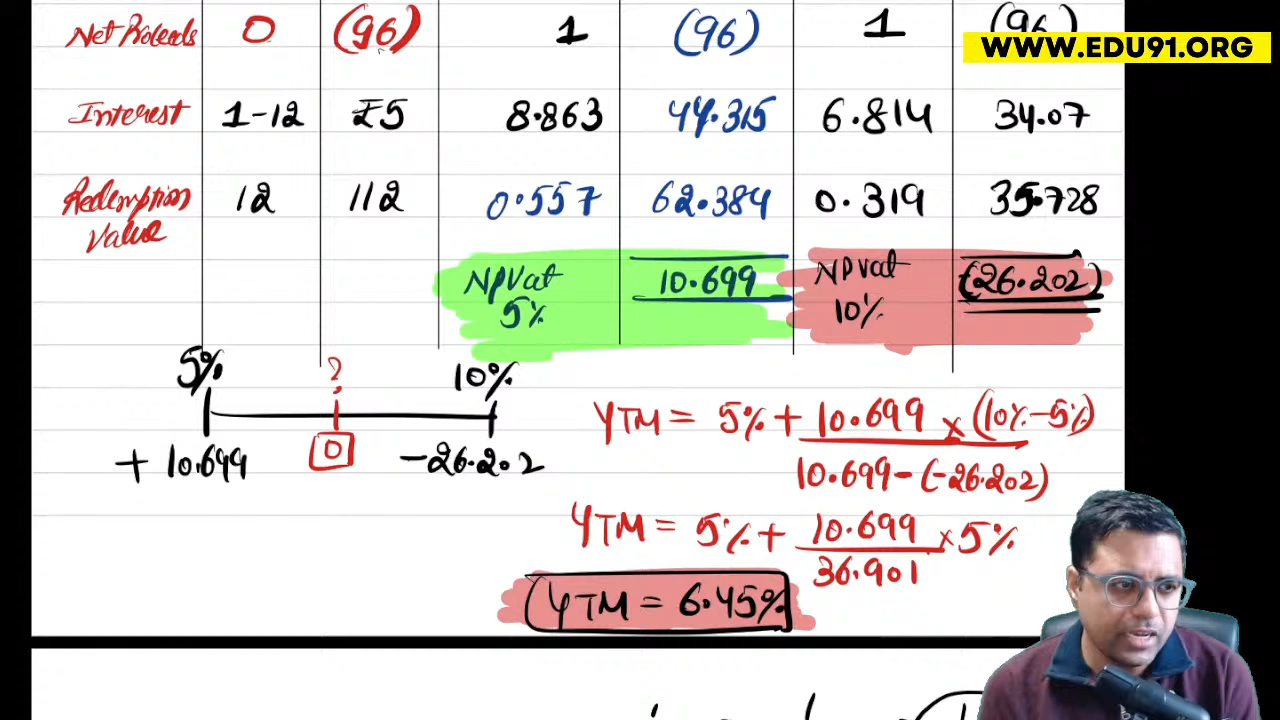 Net Proceeds 0 (96) 1 (96) 1 (96)
WWW.EDU91.ORG
Interest 1-12 ₹5 8.863 44.315 6.814 34.07
Redemption Value 12 112 0.557 62.384 0.319 35.728
NPV at 5% 10.699 NPV at 10% (26.202)
5% ? 10%
+ 10.699 0 -26.202
YTM = 5% + 10.699 × (10% - 5%)
10.699 - (-26.202)
YTM = 5% + 10.699 × 5%
36.901
YTM = 6.45%